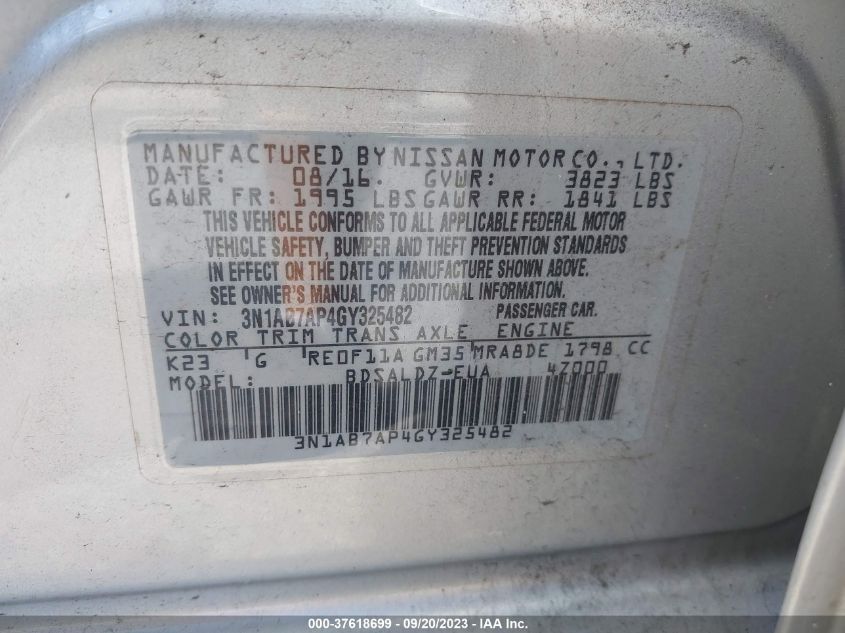 MANUFACTURED BY NISSAN MOTOR CO., LTD.
DATE: 08/16. GVWR: 3823 LBS
GAWR FR: 1995 LBS GAWR RR: 1841 LBS
THIS VEHICLE CONFORMS TO ALL APPLICABLE FEDERAL MOTOR
VEHICLE SAFETY, BUMPER AND THEFT PREVENTION STANDARDS
IN EFFECT ON THE DATE OF MANUFACTURE SHOWN ABOVE.
SEE OWNER'S MANUAL FOR ADDITIONAL INFORMATION.
VIN: 3N1AB7AP4GY325482 PASSENGER CAR.
COLOR TRIM TRANS AXLE ENGINE
K23 G RE0F11A GM35 MRA8DE 1798 CC
MODEL: BDSALDZ-EUA 4Z000
3N1AB7AP4GY325482
000-37618699 - 09/20/2023 - IAAI.com